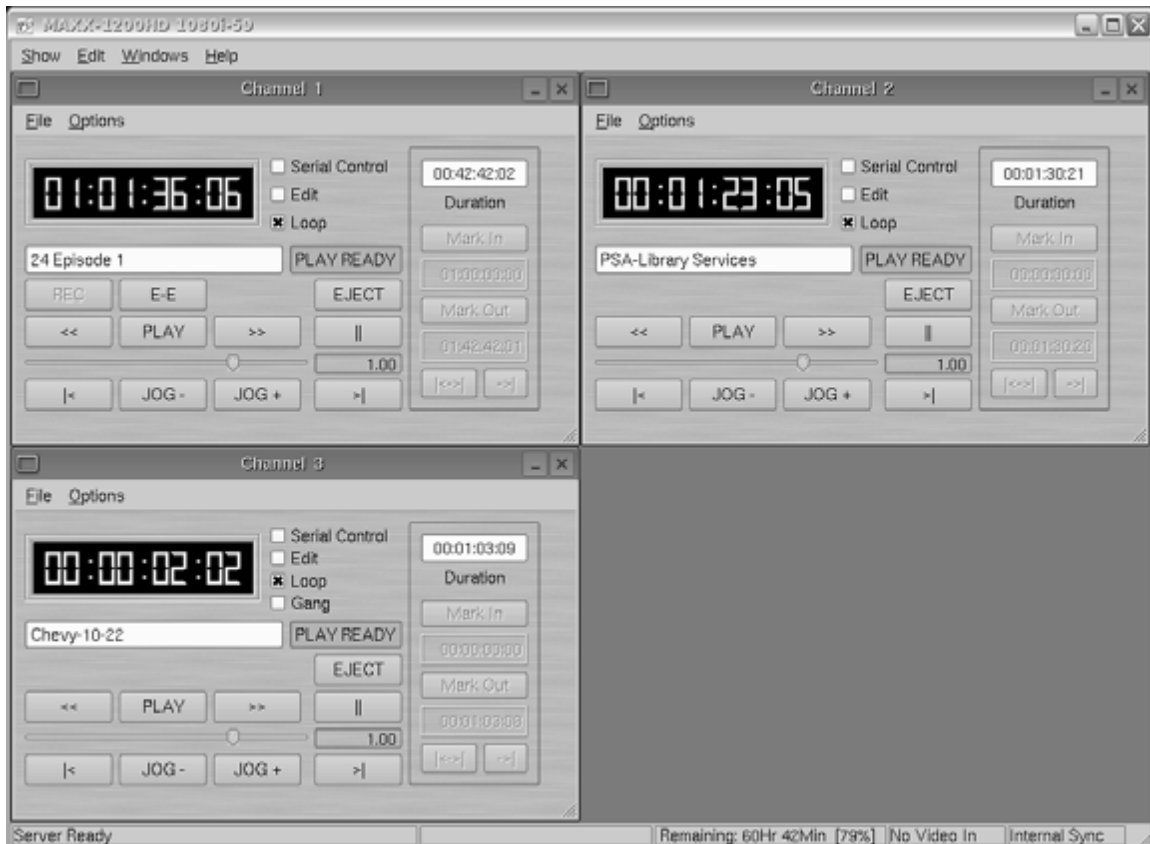 MAXX-1200HD 1080i-59
Show Edit Windows Help
Channel 1
File Options
01:01:36:06
Serial Control
Edit
Loop
00:42:42:02
Duration
24 Episode 1
PLAY READY
Mark In
01:00:00:00
REC E-E EJECT
Mark Out
<< PLAY >> ||
01:42:42:01
1.00
|< JOG - JOG + >|
|<->| ->|
Channel 2
File Options
00:01:23:05
Serial Control
Edit
Loop
00:01:30:21
Duration
PSA-Library Services
PLAY READY
Mark In
00:00:00:00
EJECT
Mark Out
<< PLAY >> ||
00:01:30:20
1.00
|< JOG - JOG + >|
|<->| ->|
Channel 3
File Options
00:00:02:02
Serial Control
Edit
Loop
Gang
00:01:03:09
Duration
Chevy-10-22
PLAY READY
Mark In
00:00:00:00
EJECT
Mark Out
<< PLAY >> ||
00:01:03:08
1.00
|< JOG - JOG + >|
|<->| ->|
Server Ready
Remaining: 60Hr 42Min [79%] No Video In Internal Sync